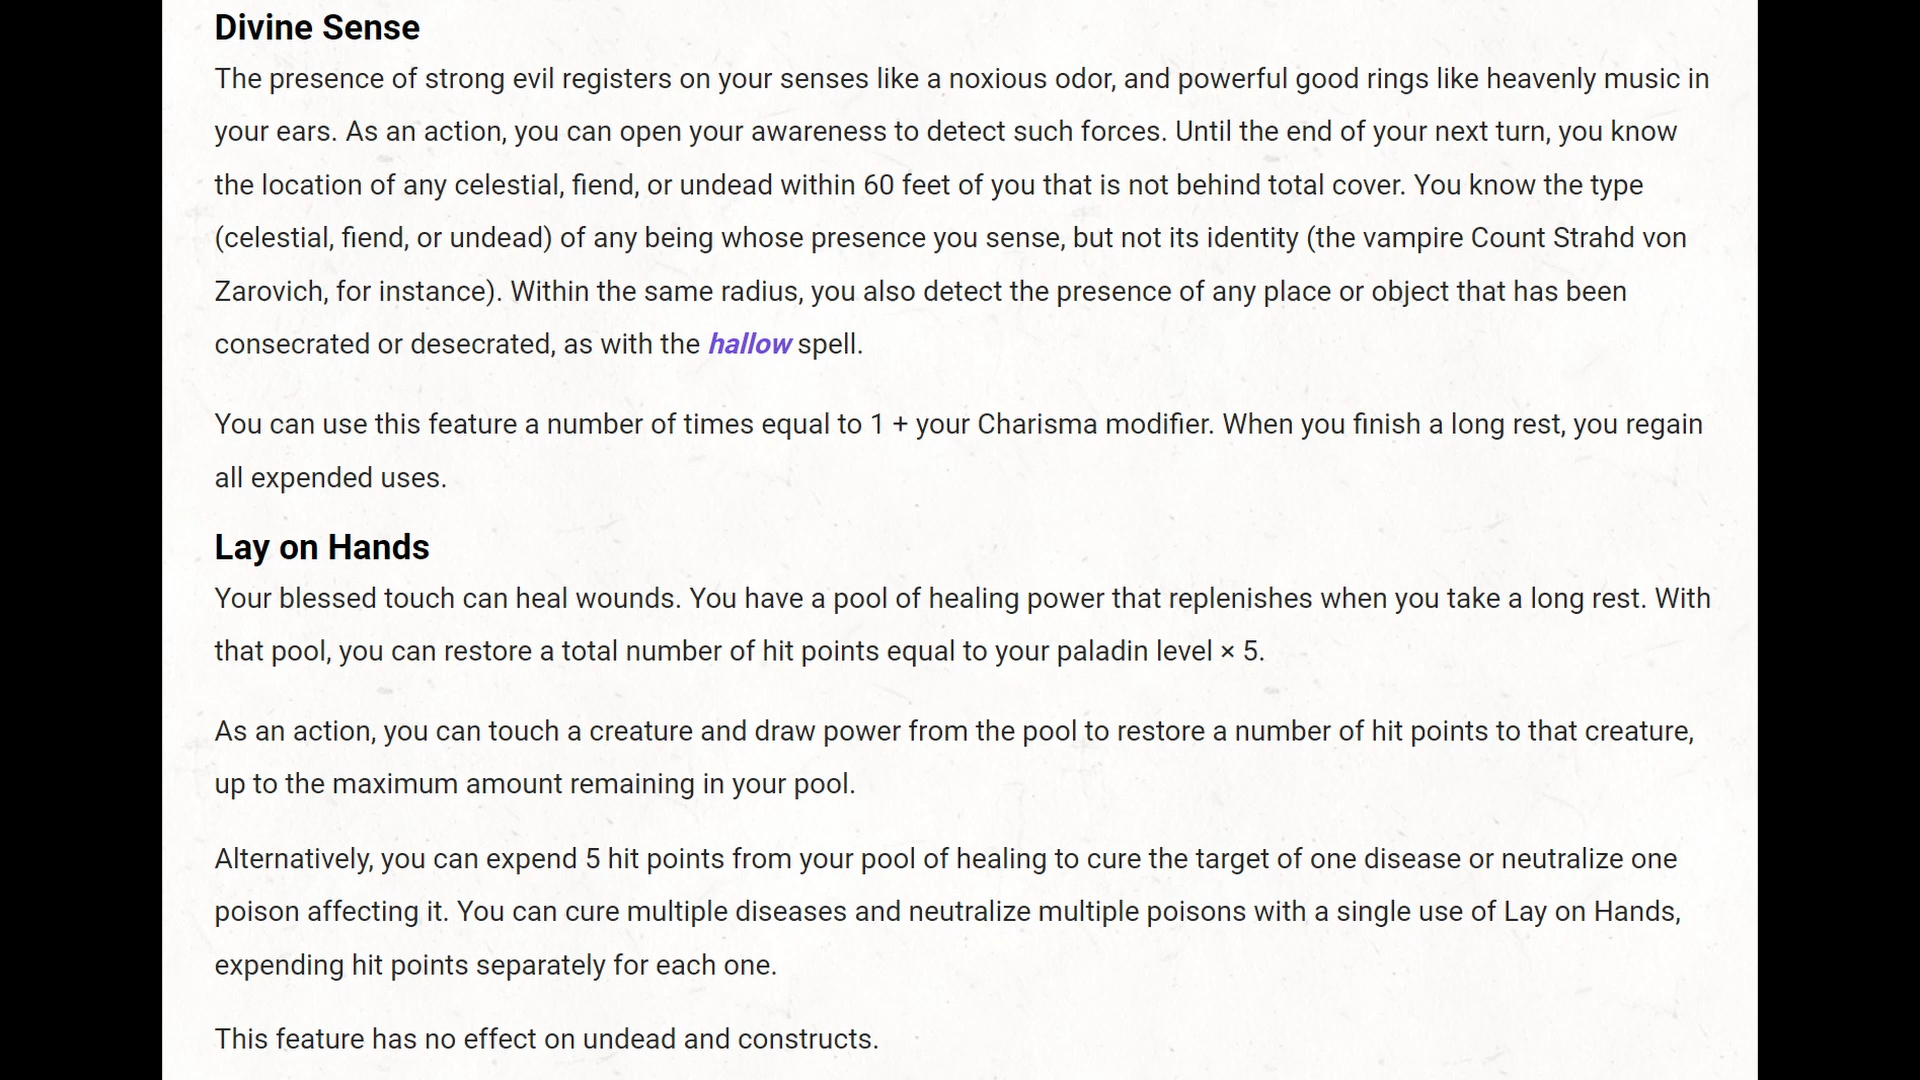 Divine Sense
The presence of strong evil registers on your senses like a noxious odor, and powerful good rings like heavenly music in
your ears. As an action, you can open your awareness to detect such forces. Until the end of your next turn, you know
the location of any celestial, fiend, or undead within 60 feet of you that is not behind total cover. You know the type
(celestial, fiend, or undead) of any being whose presence you sense, but not its identity (the vampire Count Strahd von
Zarovich, for instance). Within the same radius, you also detect the presence of any place or object that has been
consecrated or desecrated, as with the hallow spell.
You can use this feature a number of times equal to 1 + your Charisma modifier. When you finish a long rest, you regain
all expended uses.
Lay on Hands
Your blessed touch can heal wounds. You have a pool of healing power that replenishes when you take a long rest. With
that pool, you can restore a total number of hit points equal to your paladin level × 5.
As an action, you can touch a creature and draw power from the pool to restore a number of hit points to that creature,
up to the maximum amount remaining in your pool.
Alternatively, you can expend 5 hit points from your pool of healing to cure the target of one disease or neutralize one
poison affecting it. You can cure multiple diseases and neutralize multiple poisons with a single use of Lay on Hands,
expending hit points separately for each one.
This feature has no effect on undead and constructs.